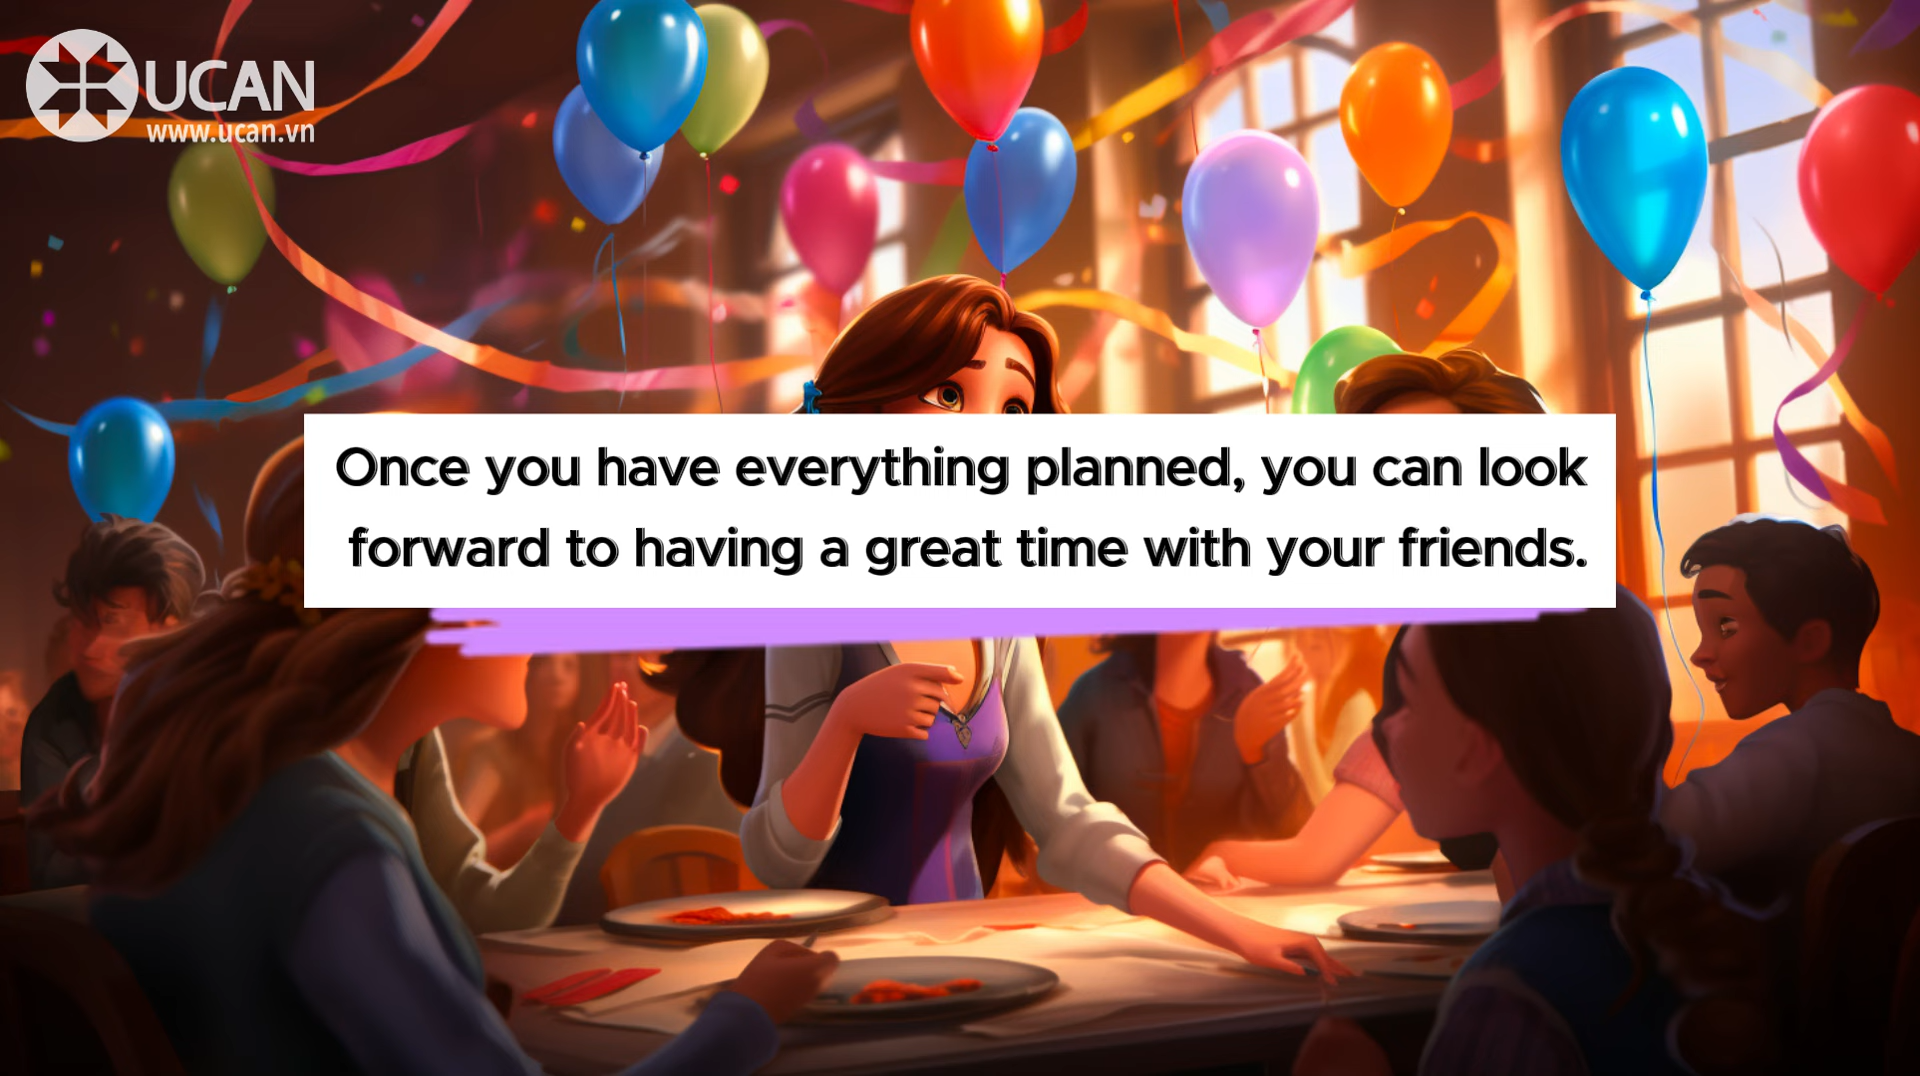 UCAN
www.ucan.vn
Once you have everything planned, you can look
forward to having a great time with your friends.